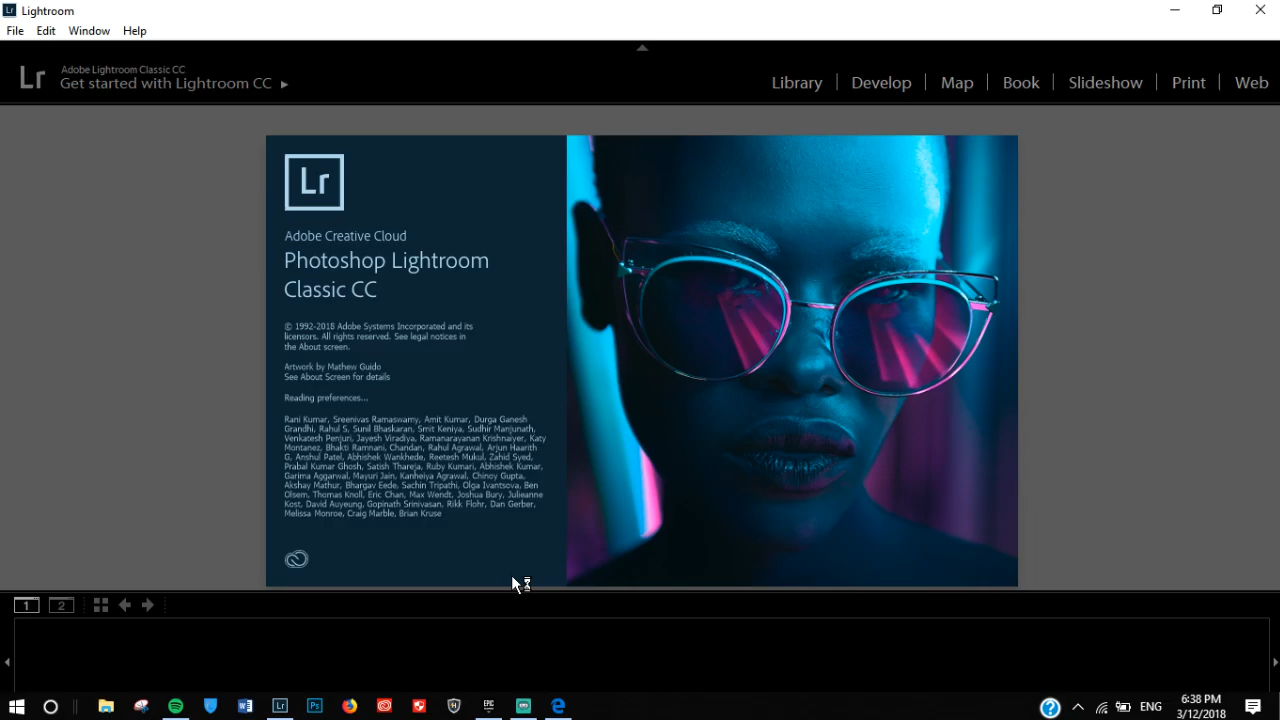 Lr Lightroom
File Edit Window Help
Lr
Adobe Lightroom Classic CC
Get started with Lightroom CC
Library | Develop | Map | Book | Slideshow | Print | Web
Lr
Adobe Creative Cloud
Photoshop Lightroom
Classic CC
© 1992-2018 Adobe Systems Incorporated and its
licensors. All rights reserved. See legal notices in
the About screen.
Artwork by Mathew Guido
See About Screen for details
Reading preferences...
Rani Kumar, Sreenivas Ramaswamy, Amit Kumar, Durga Ganesh
Grandhi, Rahul S, Sunil Bhaskaran, Smit Keniya, Sudhir Manjunath,
Venkatesh Penjuri, Jayesh Viradiya, Ramanarayanan Krishnaiyer, Katy
Montanez, Bhakti Ramnani, Chandan, Rahul Agrawal, Arjun Haarith
G, Anshul Patel, Abhishek Wankhede, Reetesh Mukul, Zahid Syed,
Prabal Kumar Ghosh, Satish Thareja, Ruby Kumari, Abhishek Kumar,
Garima Aggarwal, Mayuri Jain, Kanheiya Agrawal, Chinoy Gupta,
Akshay Mathur, Bhargav Eede, Sachin Tripathi, Olga Ivantsova, Ben
Olsem, Thomas Knoll, Eric Chan, Max Wendt, Joshua Bury, Julieanne
Kost, David Auyeung, Gopinath Srinivasan, Rikk Flohr, Dan Gerber,
Melissa Monroe, Craig Marble, Brian Kruse
1 2
Lr Ps H EPIC
ENG
6:38 PM
3/12/2018